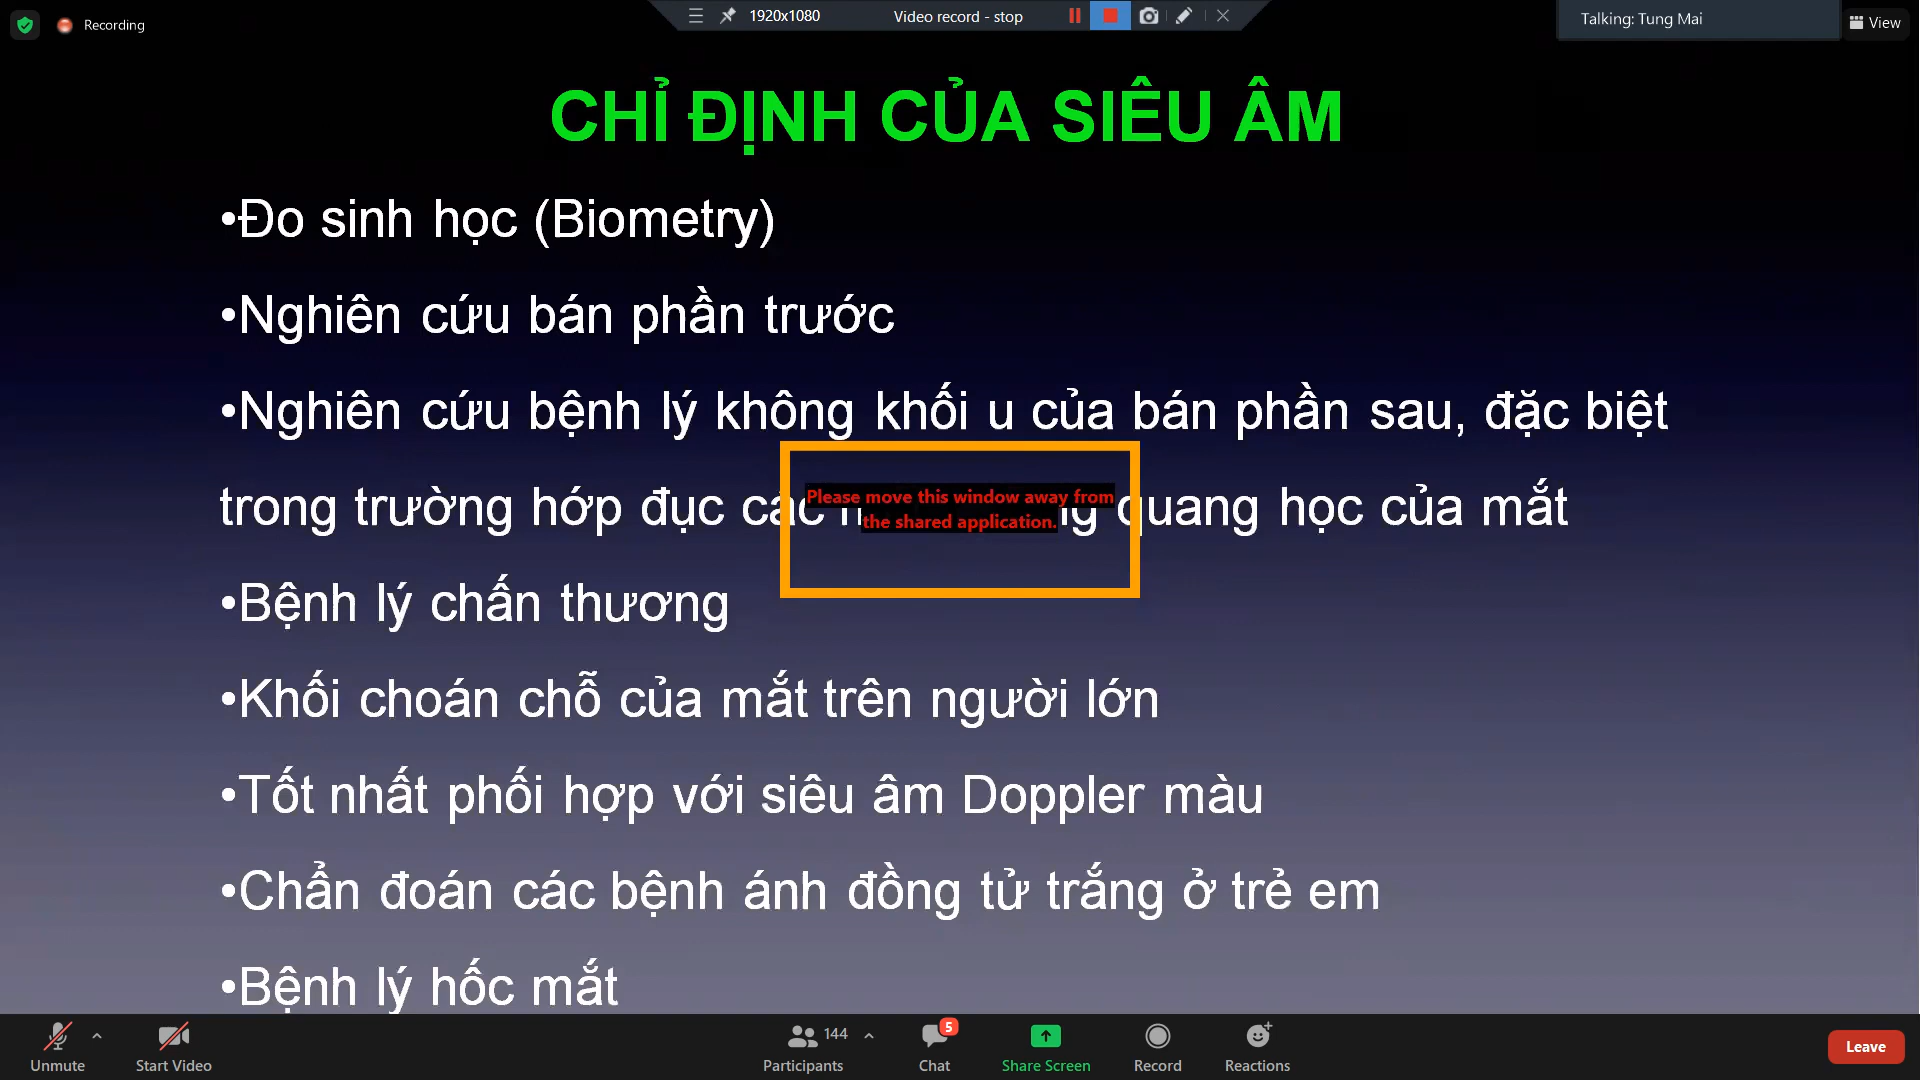 Recording
1920x1080
Video record - stop
Talking: Tung Mai
View
CHỈ ĐỊNH CỦA SIÊU ÂM
•Đo sinh học (Biometry)
•Nghiên cứu bán phần trước
•Nghiên cứu bệnh lý không khối u của bán phần sau, đặc biệt
trong trường hớp đục các quang học của mắt
Please move this window away from
the shared application.
•Bệnh lý chấn thương
•Khối choán chỗ của mắt trên người lớn
•Tốt nhất phối hợp với siêu âm Doppler màu
•Chẩn đoán các bệnh ánh đồng tử trắng ở trẻ em
•Bệnh lý hốc mắt
Unmute
Start Video
144
Participants
5
Chat
Share Screen
Record
Reactions
Leave